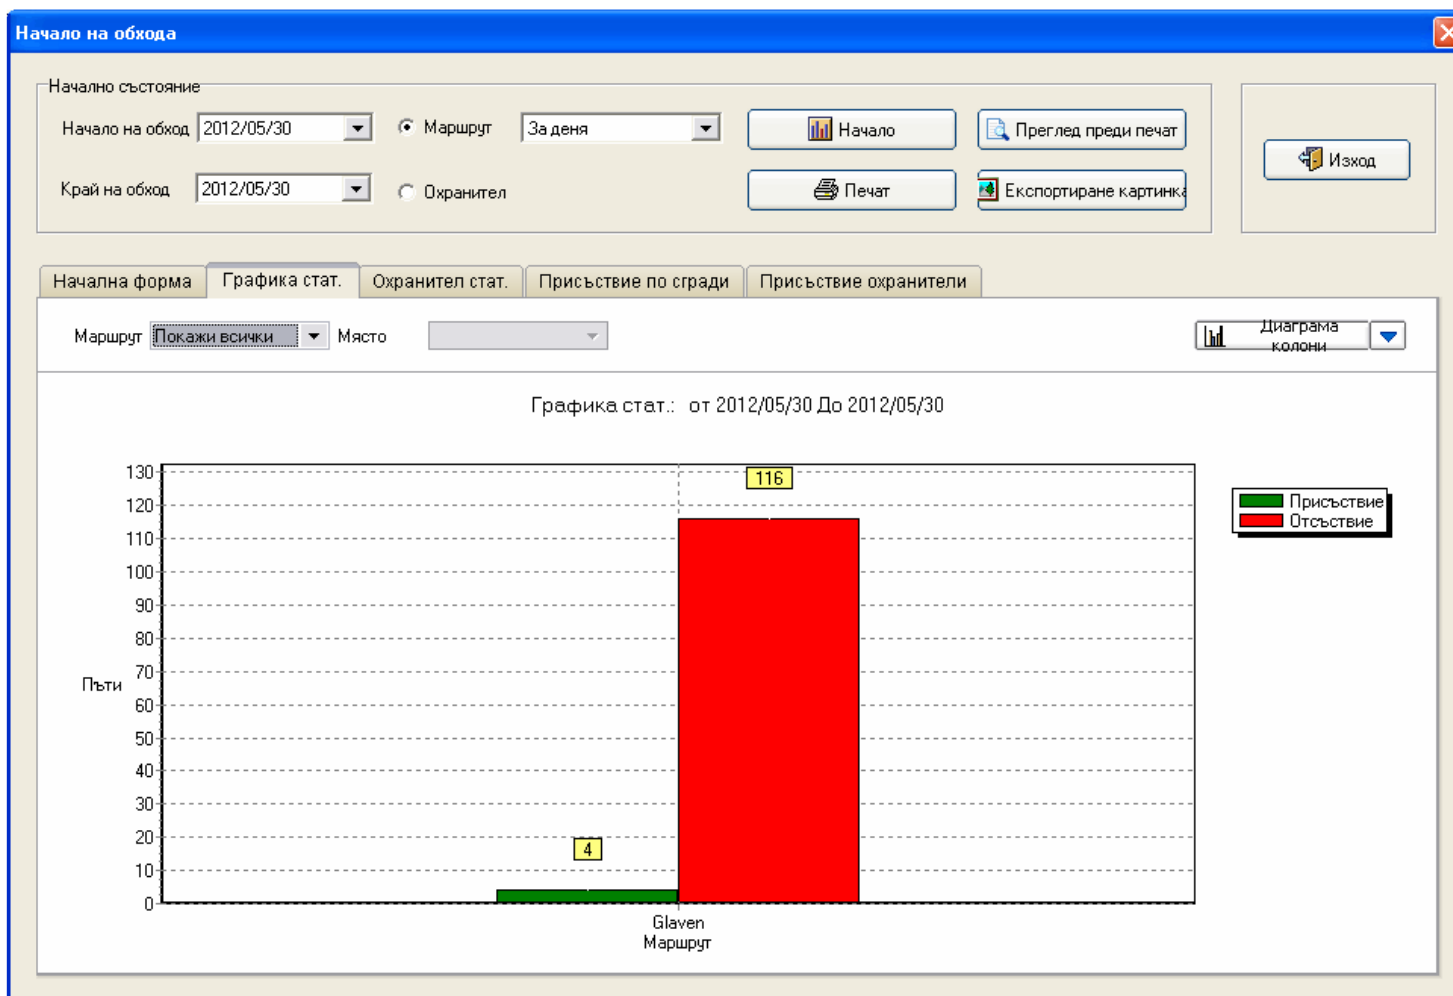 Начало на обхода
Начално състояние
Начало на обход 2012/05/30 Маршрут За деня Начало Преглед преди печат
Изход
Край на обход 2012/05/30 Охранител Печат Експортиране картинка
Начална форма Графика стат. Охранител стат. Присъствие по сгради Присъствие охранители
Маршрут Покажи всички Място Диаграма
колони
Графика стат.: от 2012/05/30 До 2012/05/30
130
116
120
110
100
90
80
70
60
50
40
30
20
10
0
Пъти
4
Присъствие
Отсъствие
Glaven
Маршрут